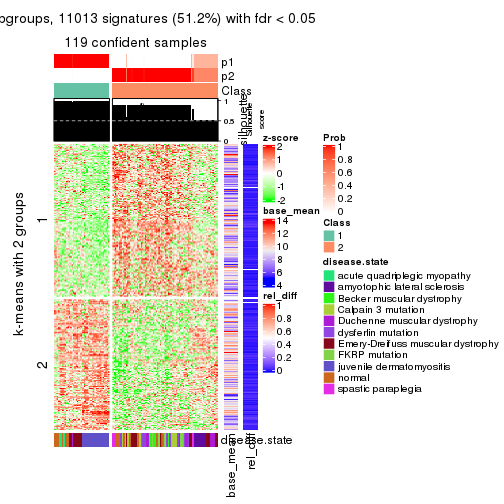 ogroups, 11013 signatures (51.2%) with fdr < 0.05
119 confident samples
p1
p2
Class
1
0.5
0
silhouette
score
k-means with 2 groups
1
2
disease.state
base_mean
rel_diff
z-score
2
1
0
-1
-2
base_mean
14
12
10
8
6
4
rel_diff
1
0.8
0.6
0.4
0.2
0
Prob
1
0.8
0.6
0.4
0.2
0
Class
1
2
disease.state
acute quadriplegic myopathy
amyotrophic lateral sclerosis
Becker muscular dystrophy
Calpain 3 mutation
Duchenne muscular dystrophy
dysferlin mutation
Emery-Dreifuss muscular dystrophy
FKRP mutation
juvenile dermatomyositis
normal
spastic paraplegia